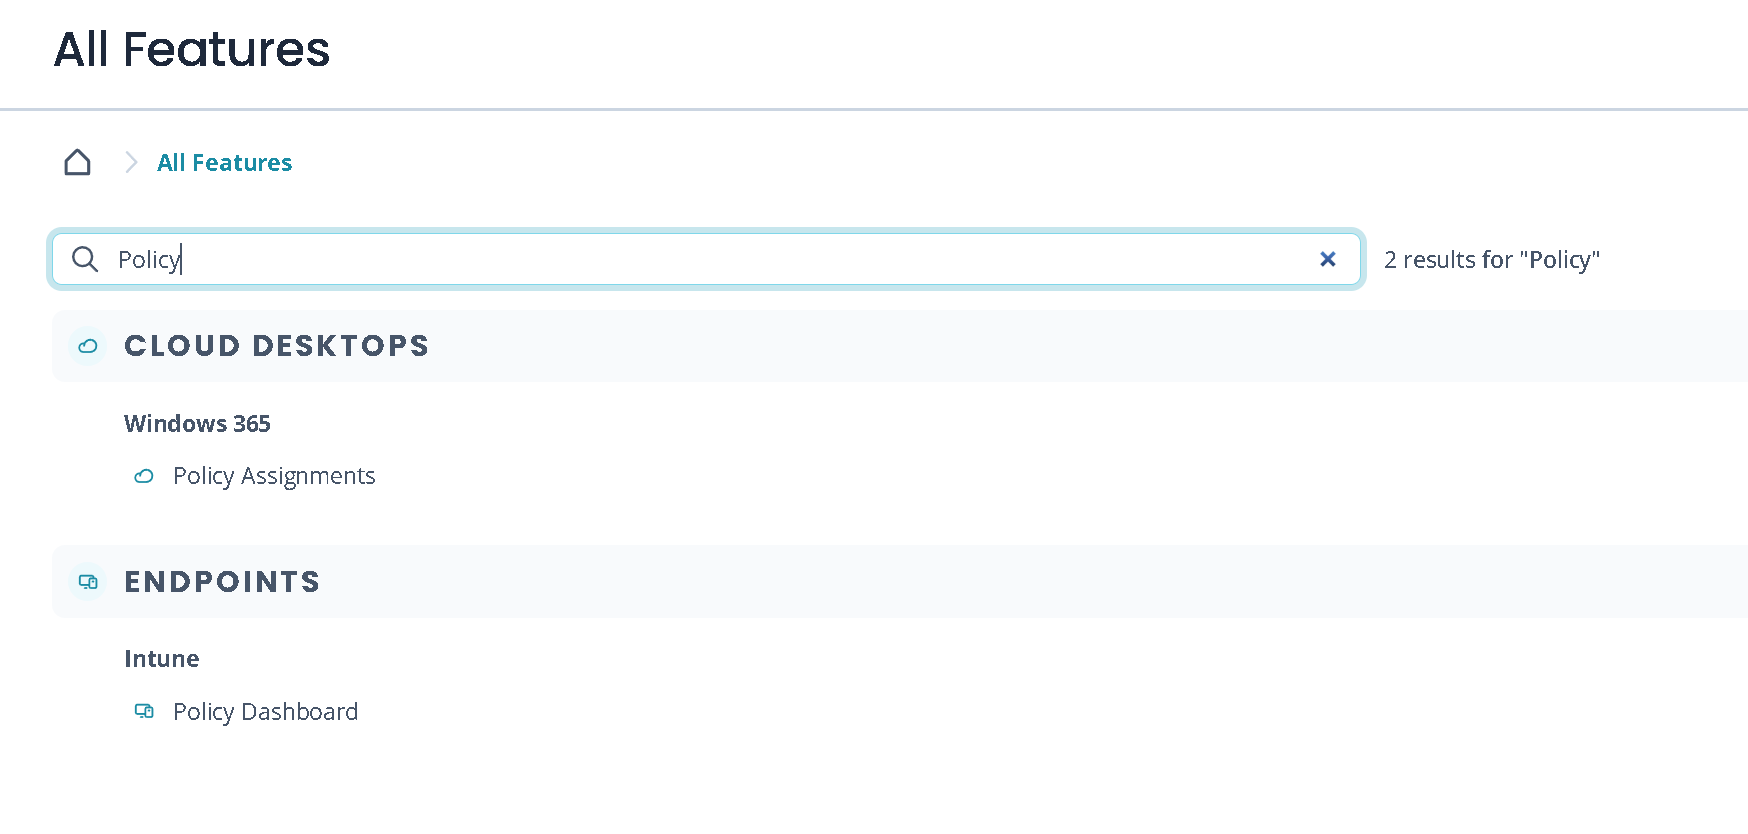 All Features
All Features
Policy
2 results for "Policy"
CLOUD DESKTOPS
Windows 365
Policy Assignments
ENDPOINTS
Intune
Policy Dashboard